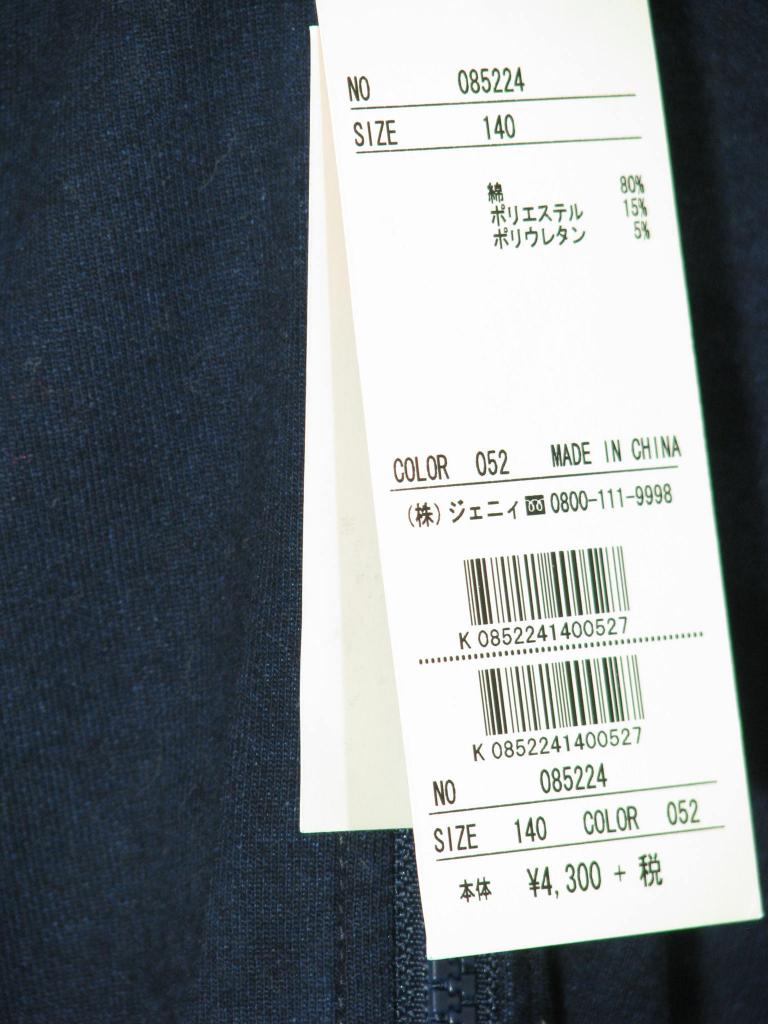 NO 085224
SIZE 140
綿 80%
ポリエステル 15%
ポリウレタン 5%
COLOR 052 MADE IN CHINA
(株)ジェニィ 0800-111-9998
K 0852241400527
K 0852241400527
NO 085224
SIZE 140 COLOR 052
本体 ¥4,300 + 税